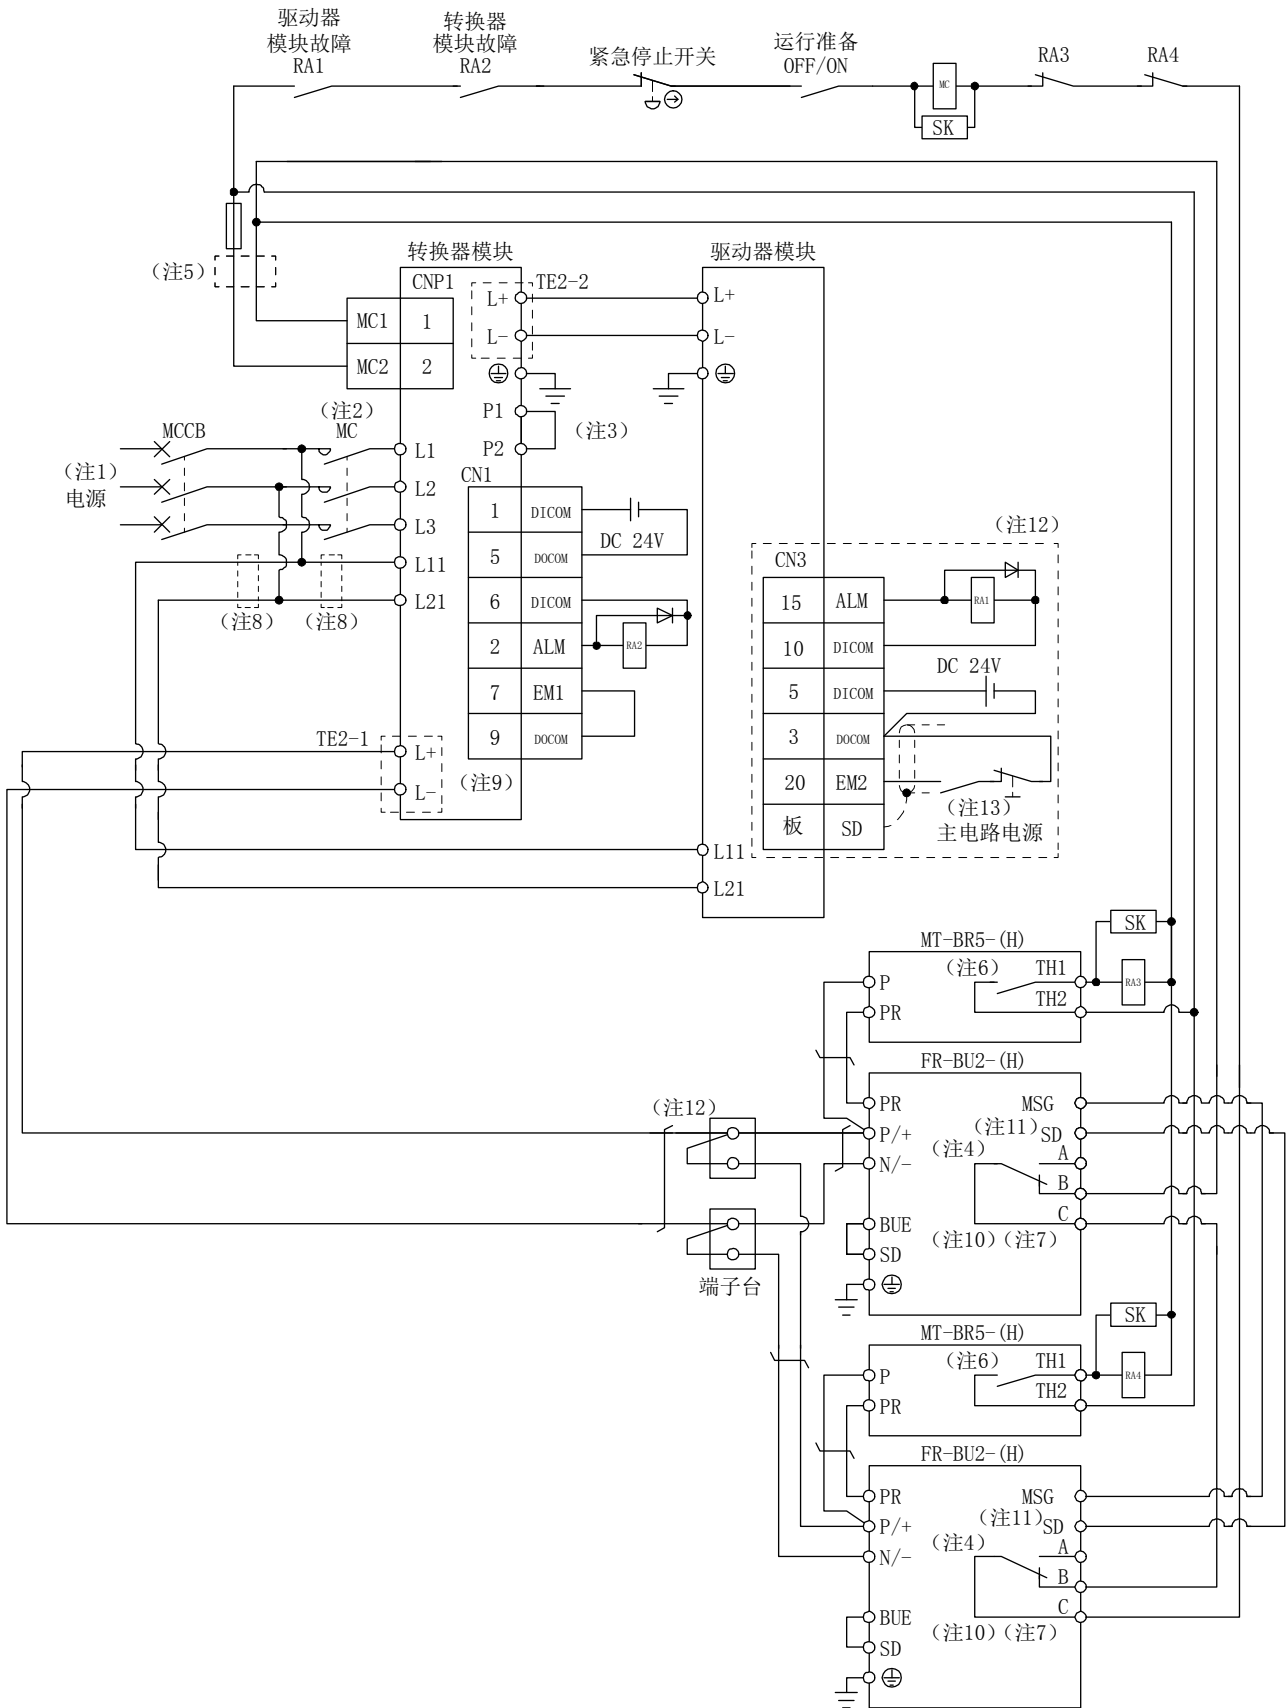 驱动器
模块故障
RA1
转换器
模块故障
RA2
紧急停止开关
运行准备
OFF/ON
MC
SK
RA3
RA4
（注5）
转换器模块
驱动器模块
CNP1
MC1 1
MC2 2
L+
L-
TE2-2
L+
L-
P1
P2
（注3）
（注2）
MCCB
MC
（注1）
电源
L1
L2
L3
L11
L21
（注8）
（注8）
CN1
1 DICOM
5 DOCOM
6 DICOM
2 ALM
7 EM1
9 DOCOM
DC 24V
RA2
（注9）
TE2-1
L+
L-
（注12）
CN3
15 ALM
10 DICOM
5 DICOM
3 DOCOM
20 EM2
板 SD
RA1
DC 24V
（注13）
主电路电源
L11
L21
MT-BR5-(H)
（注6）
TH1
TH2
P
PR
SK
RA3
FR-BU2-(H)
PR
P/+
N/-
BUE
SD
MSG
（注11）
SD
（注4）
A
B
C
（注10）（注7）
（注12）
端子台
MT-BR5-(H)
（注6）
TH1
TH2
P
PR
SK
RA4
FR-BU2-(H)
PR
P/+
N/-
BUE
SD
MSG
（注11）
SD
（注4）
A
B
C
（注10）（注7）